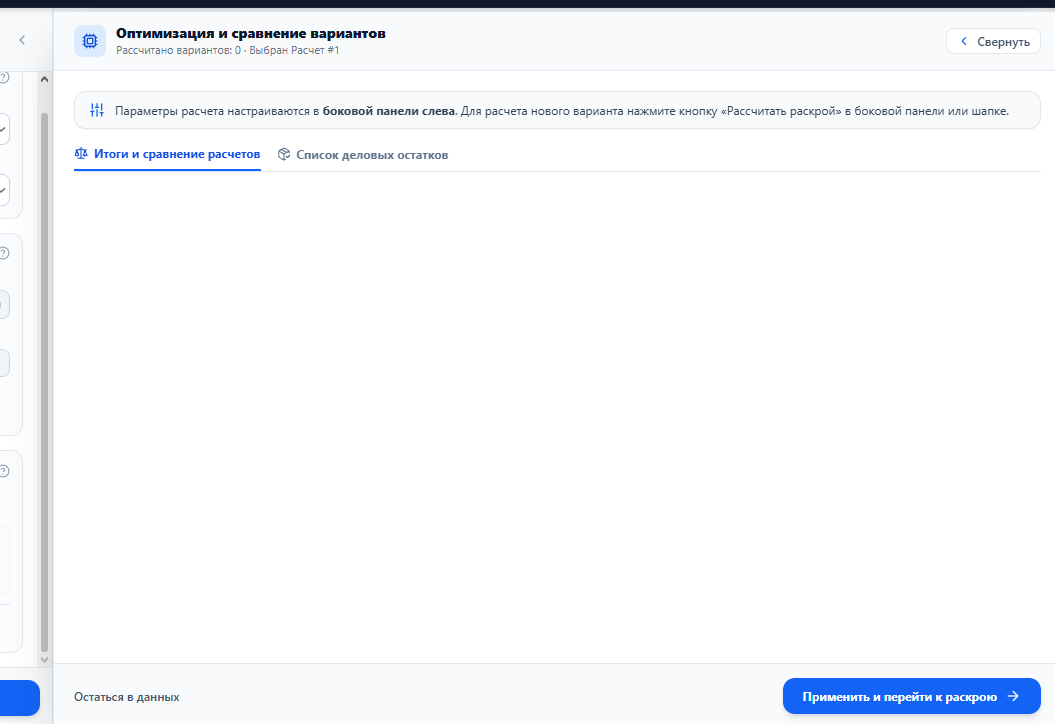 Оптимизация и сравнение вариантов
Рассчитано вариантов: 0 · Выбран Расчет #1
Свернуть
Параметры расчета настраиваются в боковой панели слева. Для расчета нового варианта нажмите кнопку «Рассчитать раскрой» в боковой панели или шапке.
Итоги и сравнение расчетов
Список деловых остатков
Остаться в данных
Применить и перейти к раскрою